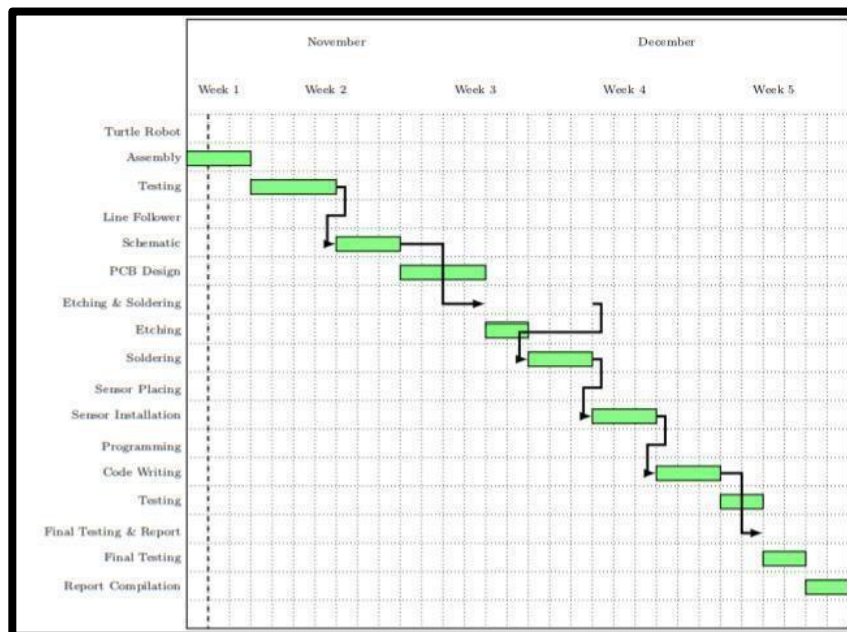 November December
Week 1 Week 2 Week 3 Week 4 Week 5
Turtle Robot
Assembly
Testing
Line Follower
Schematic
PCB Design
Etching & Soldering
Etching
Soldering
Sensor Placing
Sensor Installation
Programming
Code Writing
Testing
Final Testing & Report
Final Testing
Report Compilation